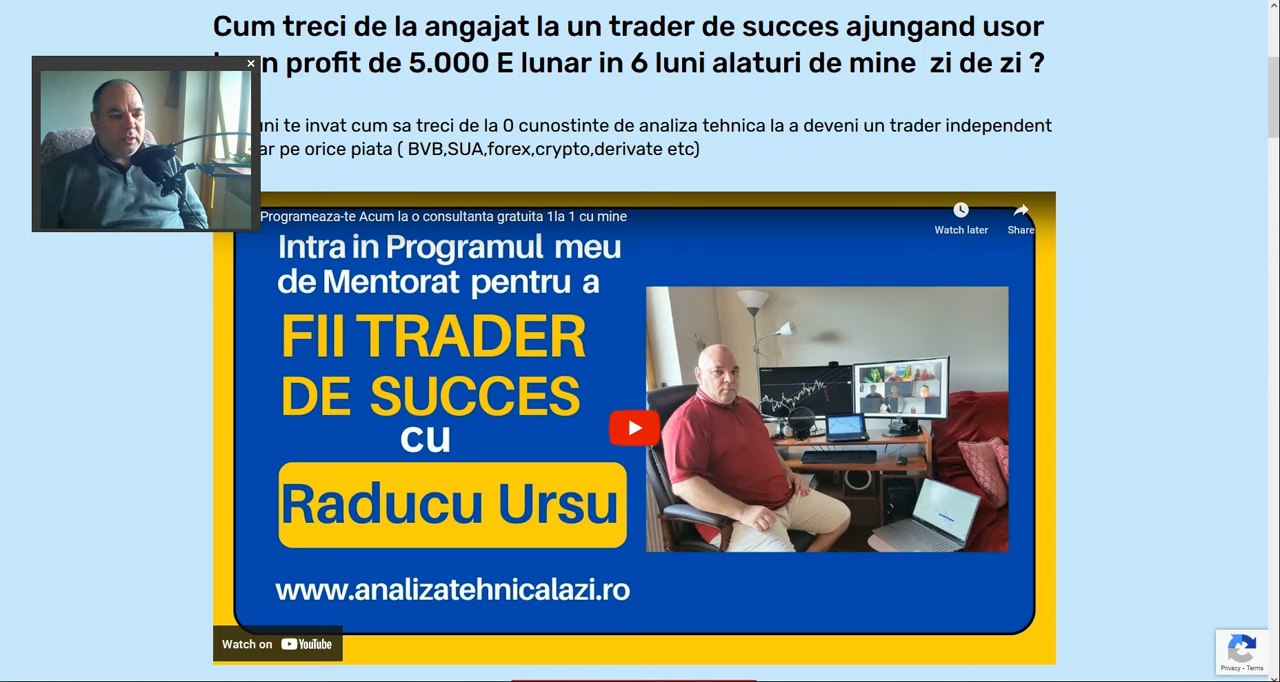 Cum treci de la angajat la un trader de succes ajungand usor
n profit de 5.000 E lunar in 6 luni alaturi de mine zi de zi ?
ni te invat cum sa treci de la 0 cunostinte de analiza tehnica la a deveni un trader independent
ar pe orice piata ( BVB,SUA,forex,crypto,derivate etc)
Programeaza-te Acum la o consultanta gratuita 1la 1 cu mine
Watch later
Share
Intra in Programul meu
de Mentorat pentru a
FII TRADER
DE SUCCES
cu
Raducu Ursu
www.analizatehnicalazi.ro
Watch on YouTube
Privacy - Terms